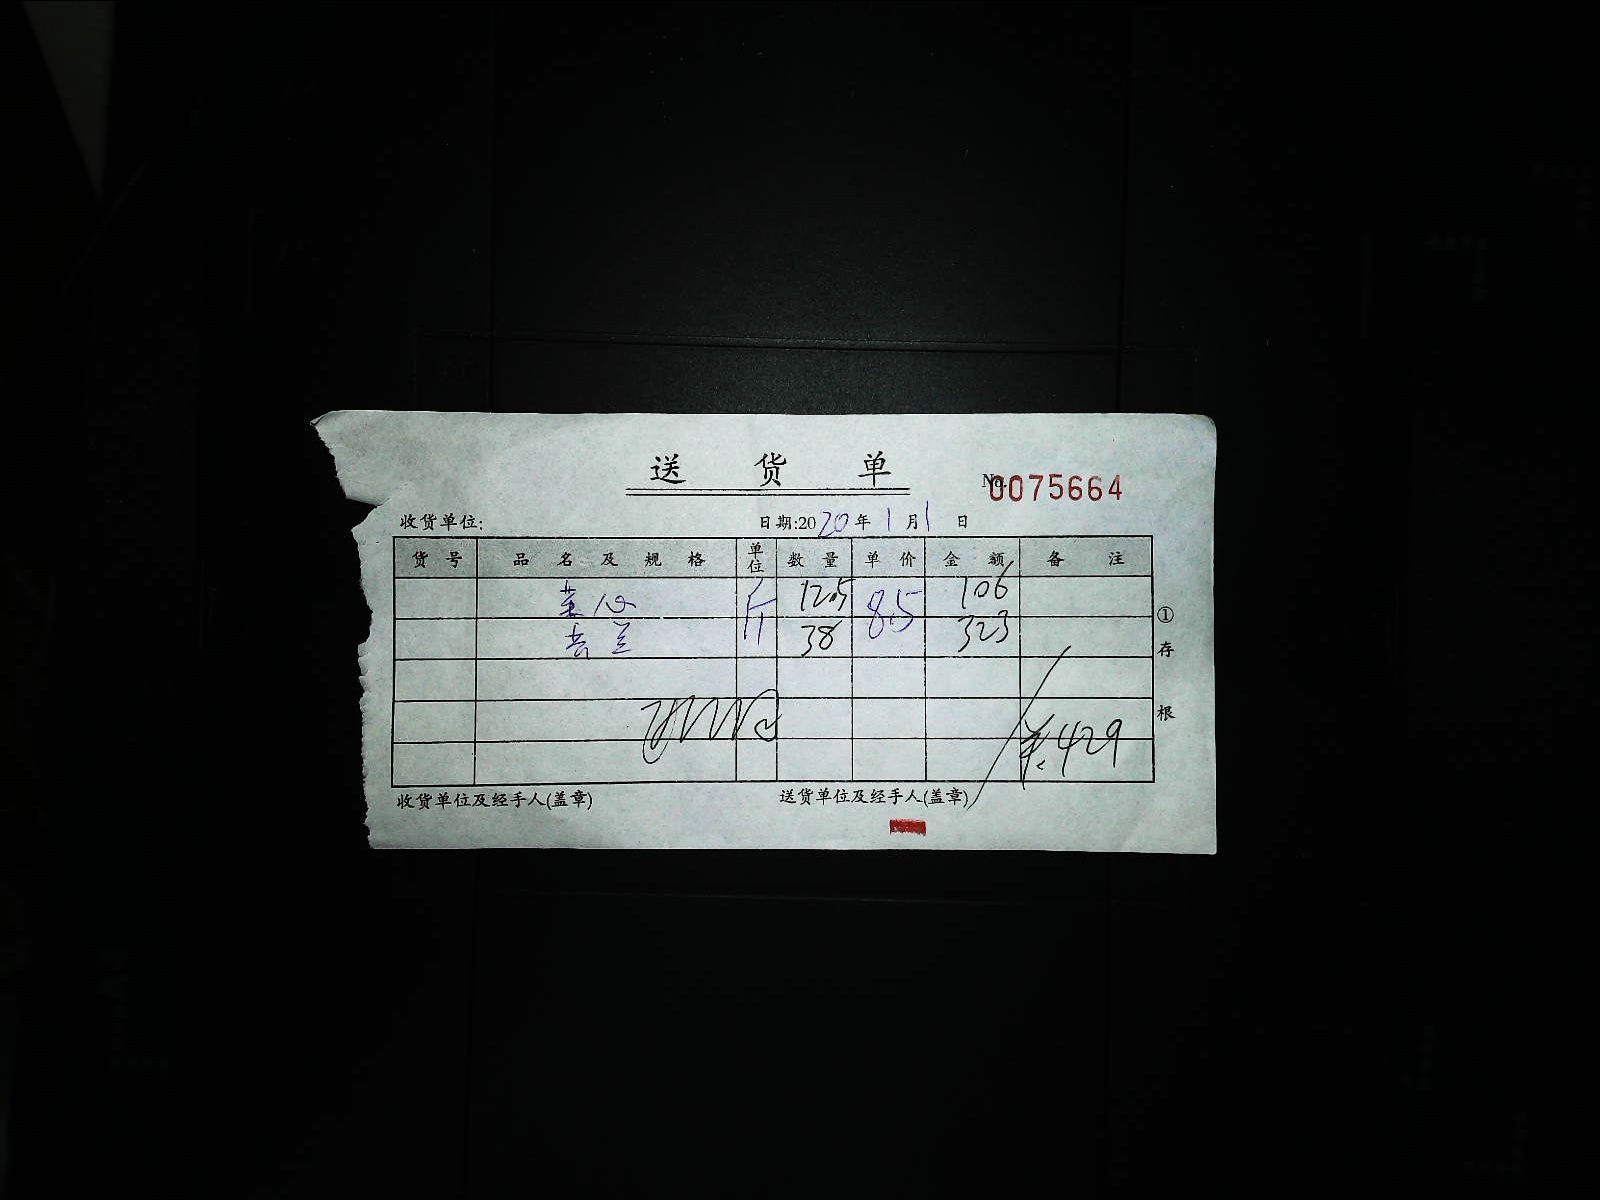 送 货 单
No.0075664
收货单位: 日期:2020年1月1日
货号 品名及规格 单位 数量 单价 金额 备注
菜心 斤 12.5 8.5 106
芥兰 38 323
¥.429
①存根
收货单位及经手人(盖章) 送货单位及经手人(盖章)